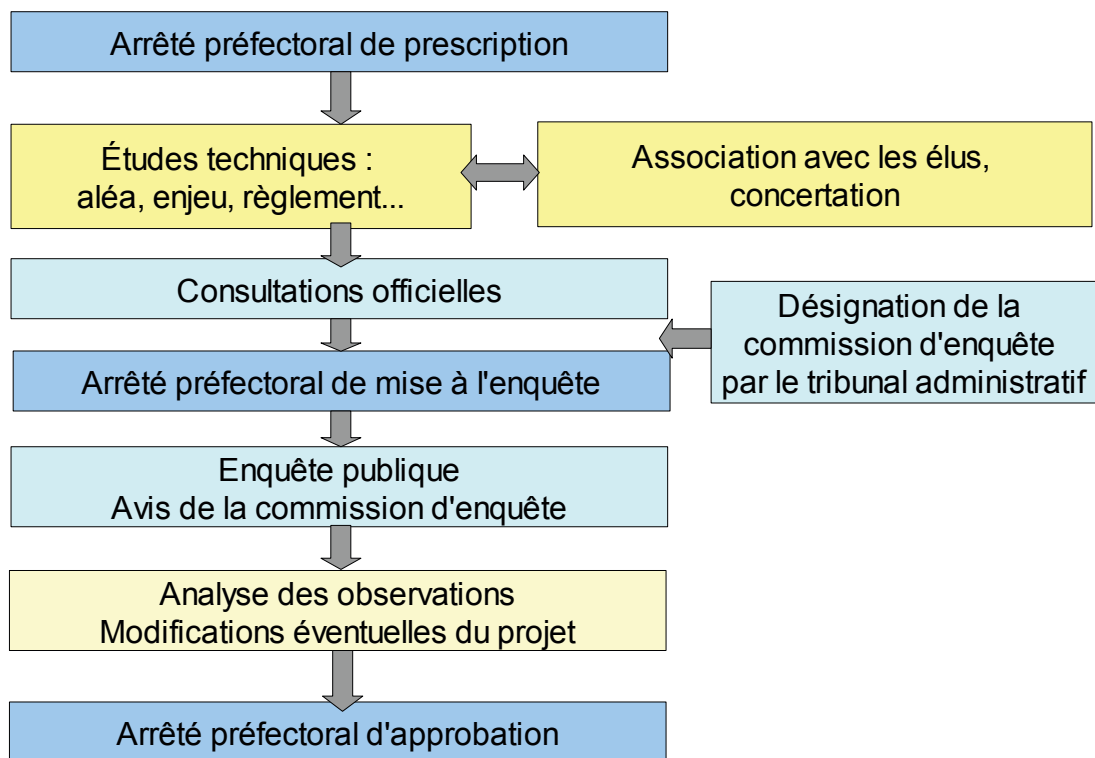 Arrêté préfectoral de prescription
Études techniques :
aléa, enjeu, règlement...
Association avec les élus,
concertation
Consultations officielles
Désignation de la
commission d'enquête
par le tribunal administratif
Arrêté préfectoral de mise à l'enquête
Enquête publique
Avis de la commission d'enquête
Analyse des observations
Modifications éventuelles du projet
Arrêté préfectoral d'approbation